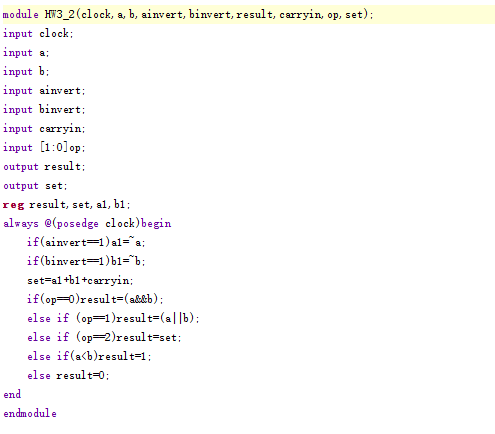 module HW3_2(clock,a,b,ainvert,binvert,result,carryin,op,set);
input clock;
input a;
input b;
input ainvert;
input binvert;
input carryin;
input [1:0]op;
output result;
output set;
reg result,set,a1,b1;
always @(posedge clock)begin
if(ainvert==1)a1=~a;
if(binvert==1)b1=~b;
set=a1+b1+carryin;
if(op==0)result=(a&&b);
else if (op==1)result=(a||b);
else if (op==2)result=set;
else if(a<b)result=1;
else result=0;
end
endmodule